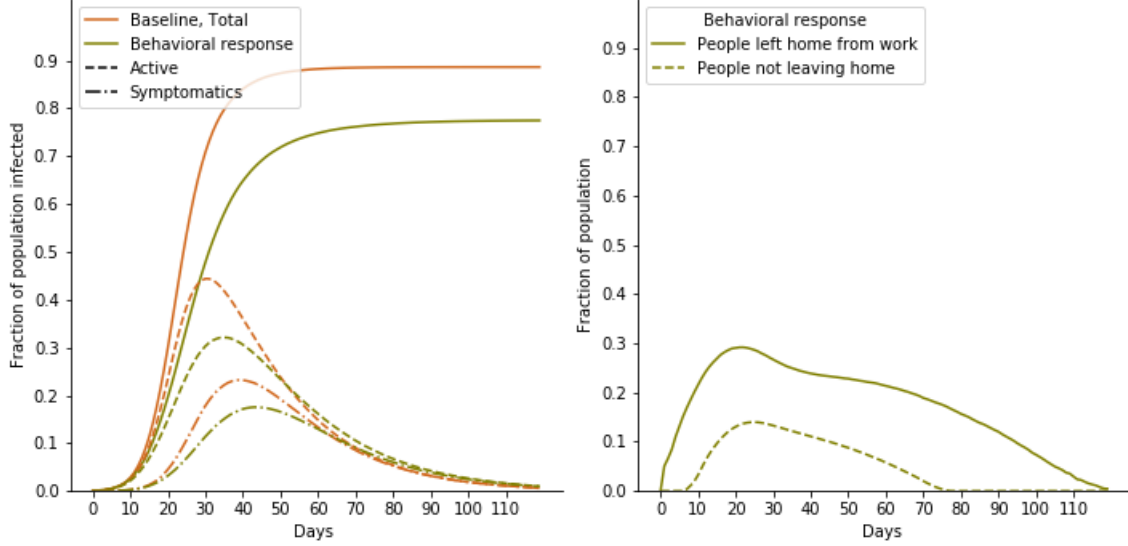 Baseline, Total
Behavioral response
Active
Symptomatics
0.9
0.8
0.7
0.6
0.5
0.4
0.3
0.2
0.1
0.0
Fraction of population infected
0 10 20 30 40 50 60 70 80 90 100 110
Days
Behavioral response
People left home from work
People not leaving home
0.9
0.8
0.7
0.6
0.5
0.4
0.3
0.2
0.1
0.0
Fraction of population
0 10 20 30 40 50 60 70 80 90 100 110
Days